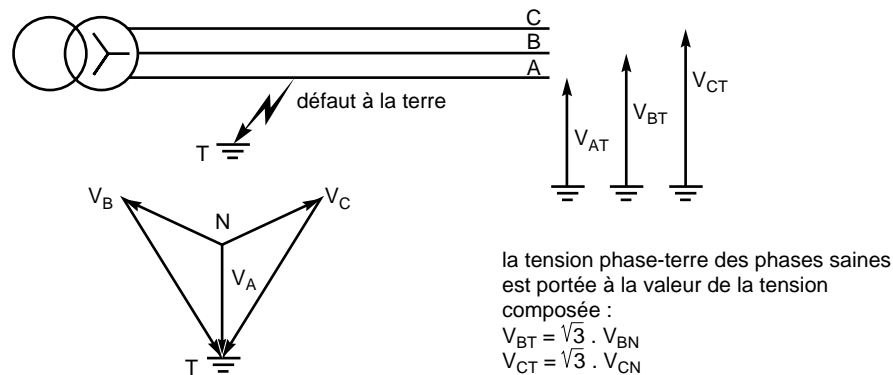 C
B
A
défaut à la terre
T
V_AT
V_BT
V_CT
V_B
N
V_C
V_A
T
la tension phase-terre des phases saines
est portée à la valeur de la tension
composée :
V_BT = √3 . V_BN
V_CT = √3 . V_CN